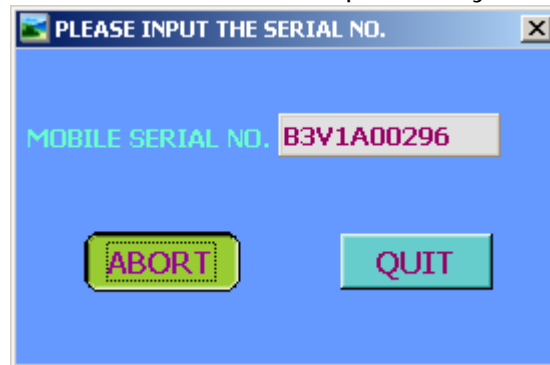 PLEASE INPUT THE SERIAL NO.
MOBILE SERIAL NO. B3V1A00296
ABORT QUIT